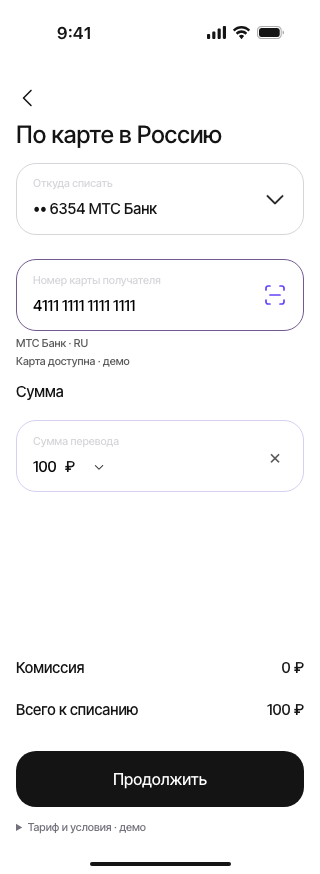 9:41
По карте в Россию
Откуда списать
•• 6354 МТС Банк
Номер карты получателя
4111 1111 1111 1111
МТС Банк · RU
Карта доступна · демо
Сумма
Сумма перевода
100 ₽
Комиссия 0 ₽
Всего к списанию 100 ₽
Продолжить
Тариф и условия · демо